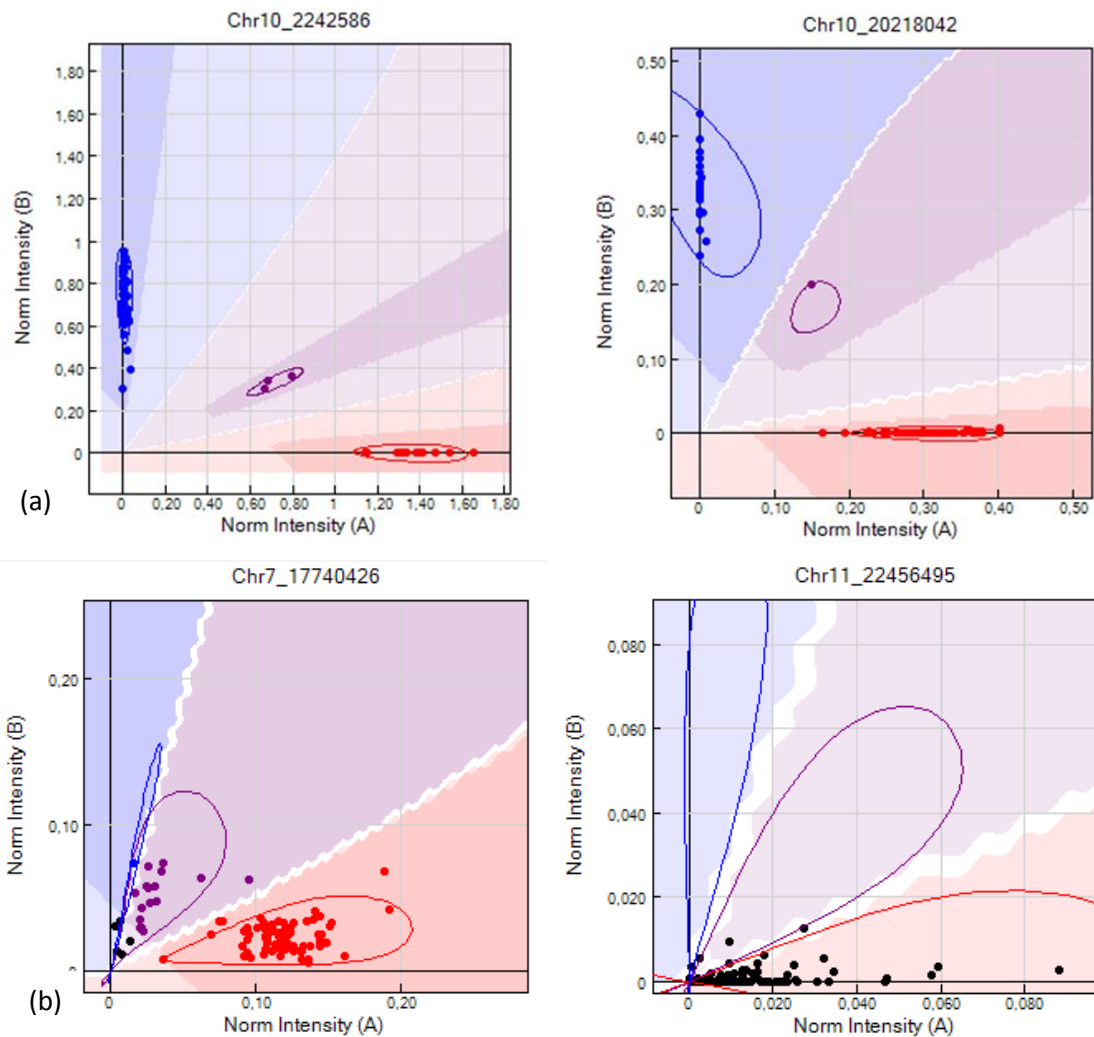 Chr10_2242586
Norm Intensity (B)
1,80
1,60
1,40
1,20
1
0,80
0,60
0,40
0,20
0
0 0,20 0,40 0,60 0,80 1 1,20 1,40 1,60 1,80
Norm Intensity (A)
(a)
Chr10_20218042
Norm Intensity (B)
0,50
0,40
0,30
0,20
0,10
0
0 0,10 0,20 0,30 0,40 0,50
Norm Intensity (A)
Chr7_17740426
Norm Intensity (B)
0,20
0,10
0
0 0,10 0,20
Norm Intensity (A)
(b)
Chr11_22456495
Norm Intensity (B)
0,080
0,060
0,040
0,020
0
0 0,020 0,040 0,060 0,080
Norm Intensity (A)